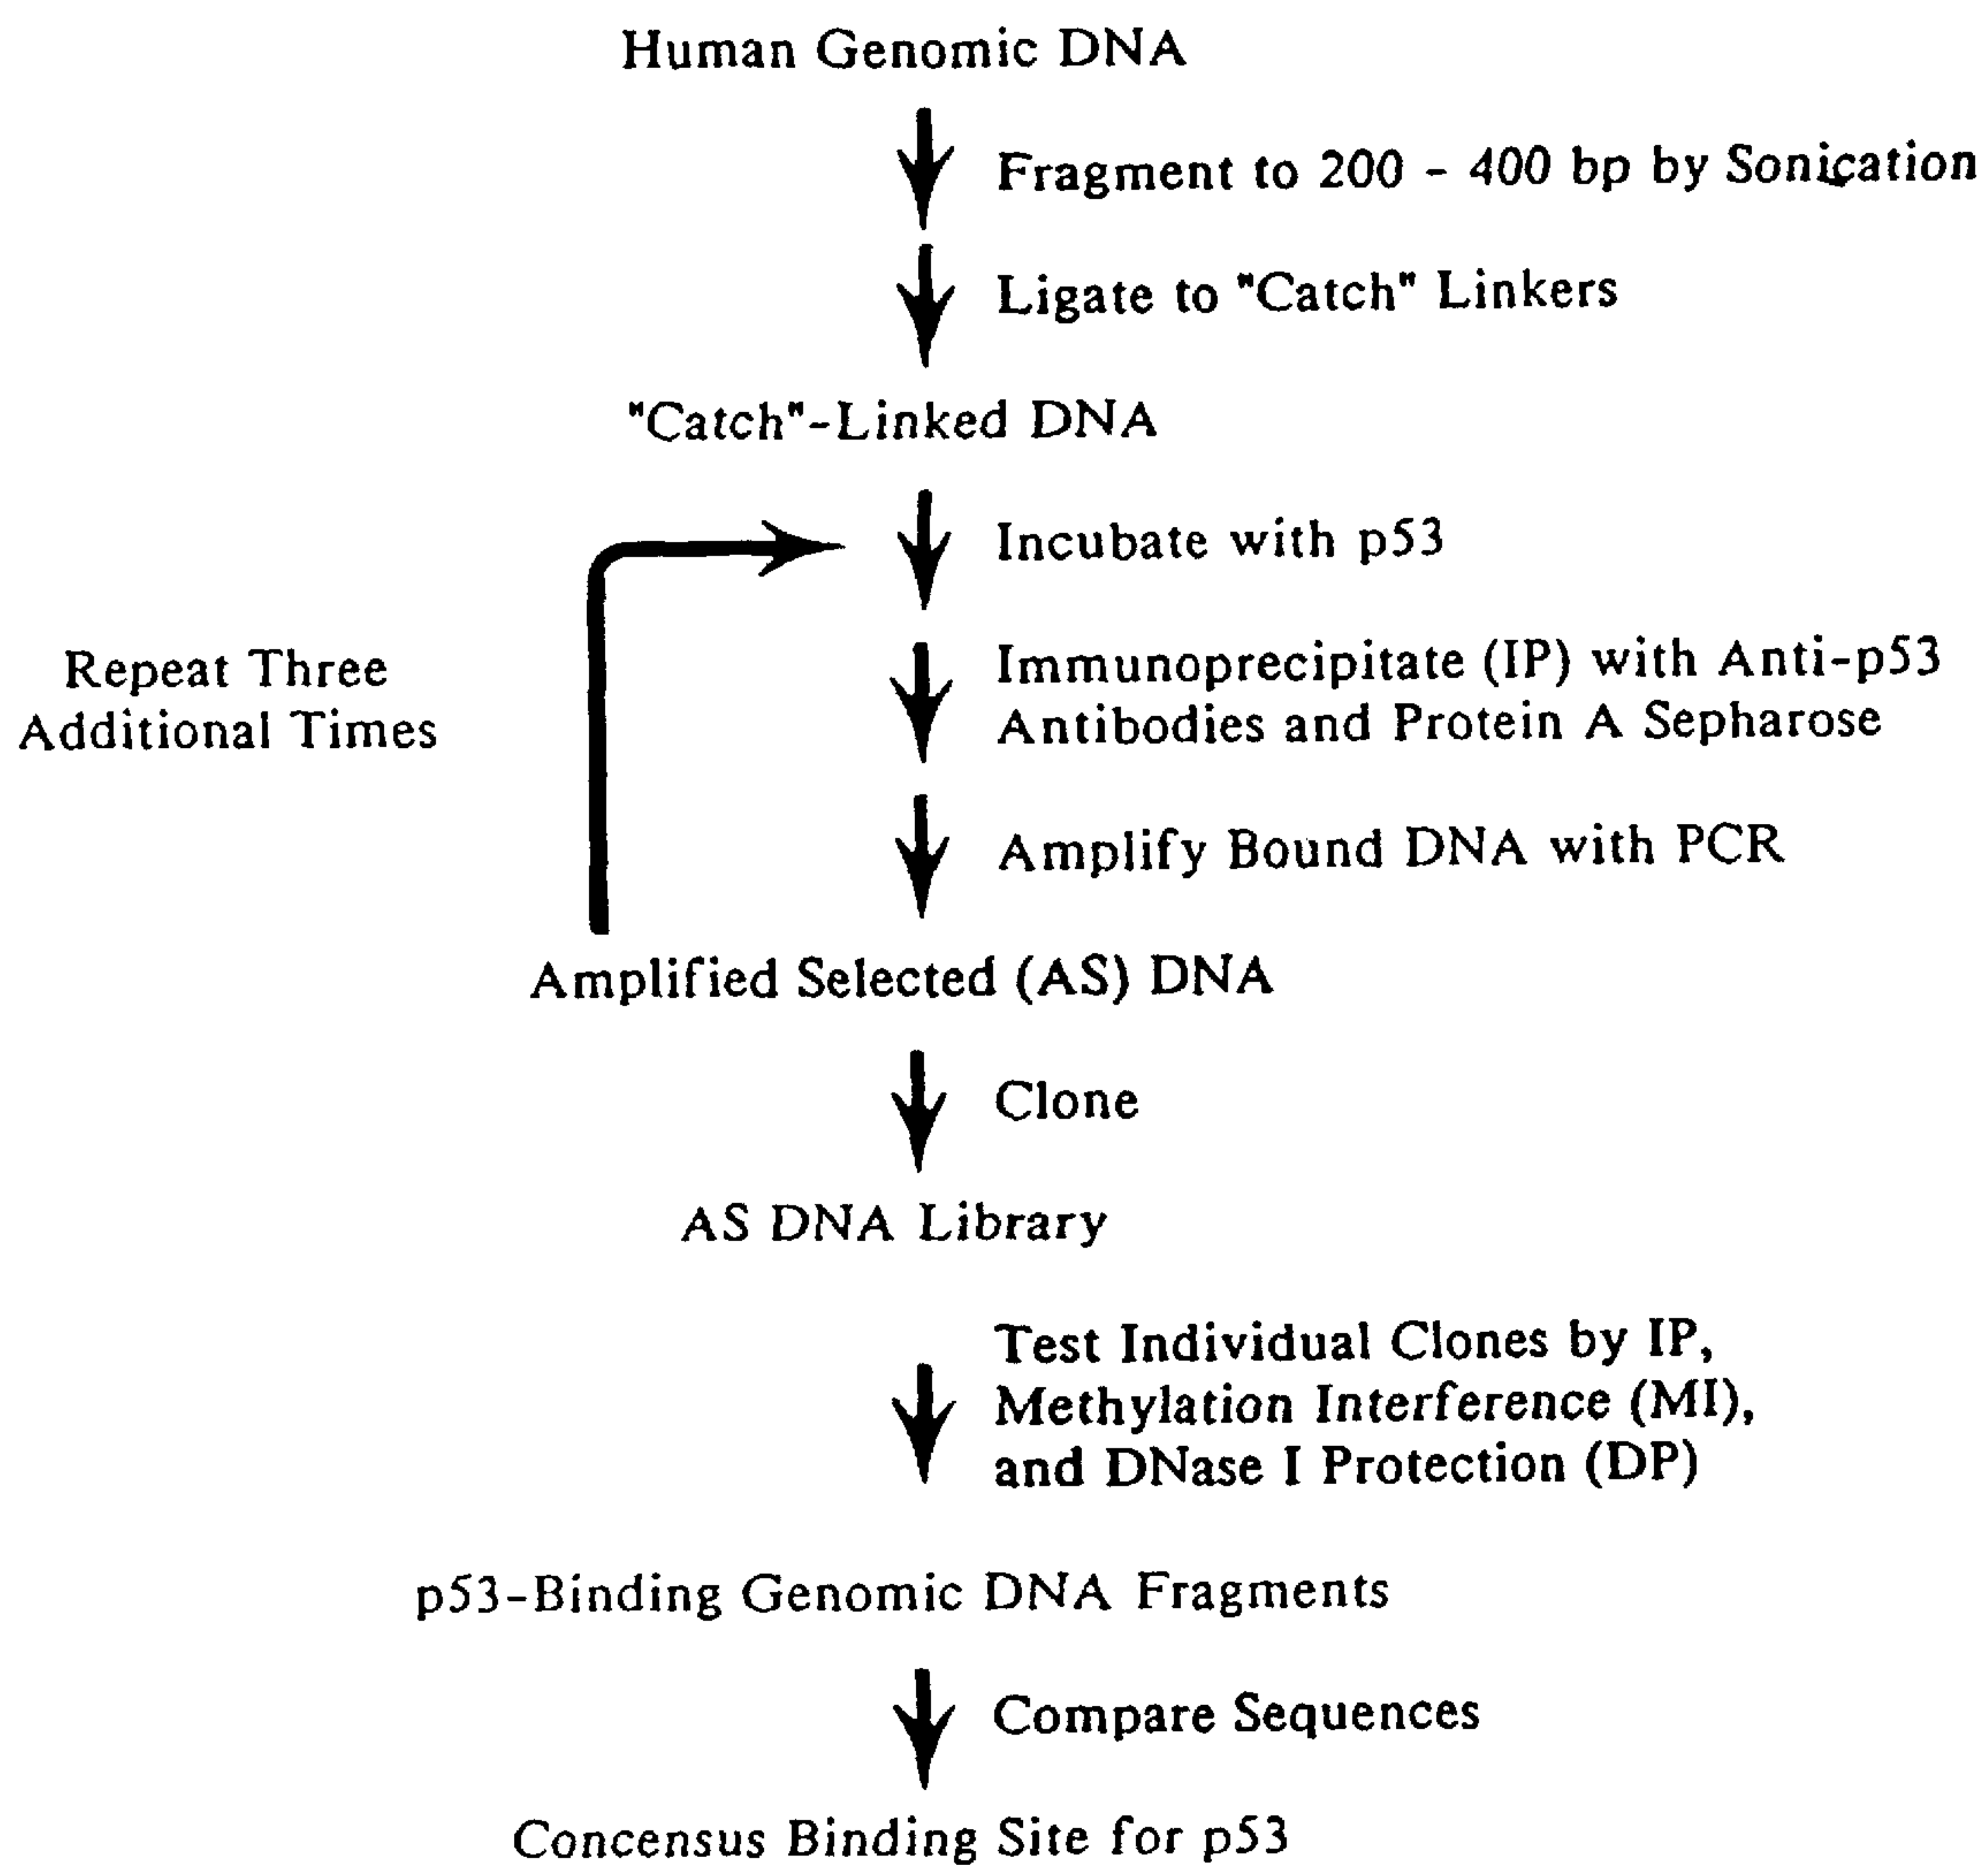 Human Genomic DNA
Fragment to 200 - 400 bp by Sonication
Ligate to "Catch" Linkers
"Catch"-Linked DNA
Incubate with p53
Repeat Three
Additional Times
Immunoprecipitate (IP) with Anti-p53
Antibodies and Protein A Sepharose
Amplify Bound DNA with PCR
Amplified Selected (AS) DNA
Clone
AS DNA Library
Test Individual Clones by IP,
Methylation Interference (MI),
and DNase I Protection (DP)
p53-Binding Genomic DNA Fragments
Compare Sequences
Concensus Binding Site for p53